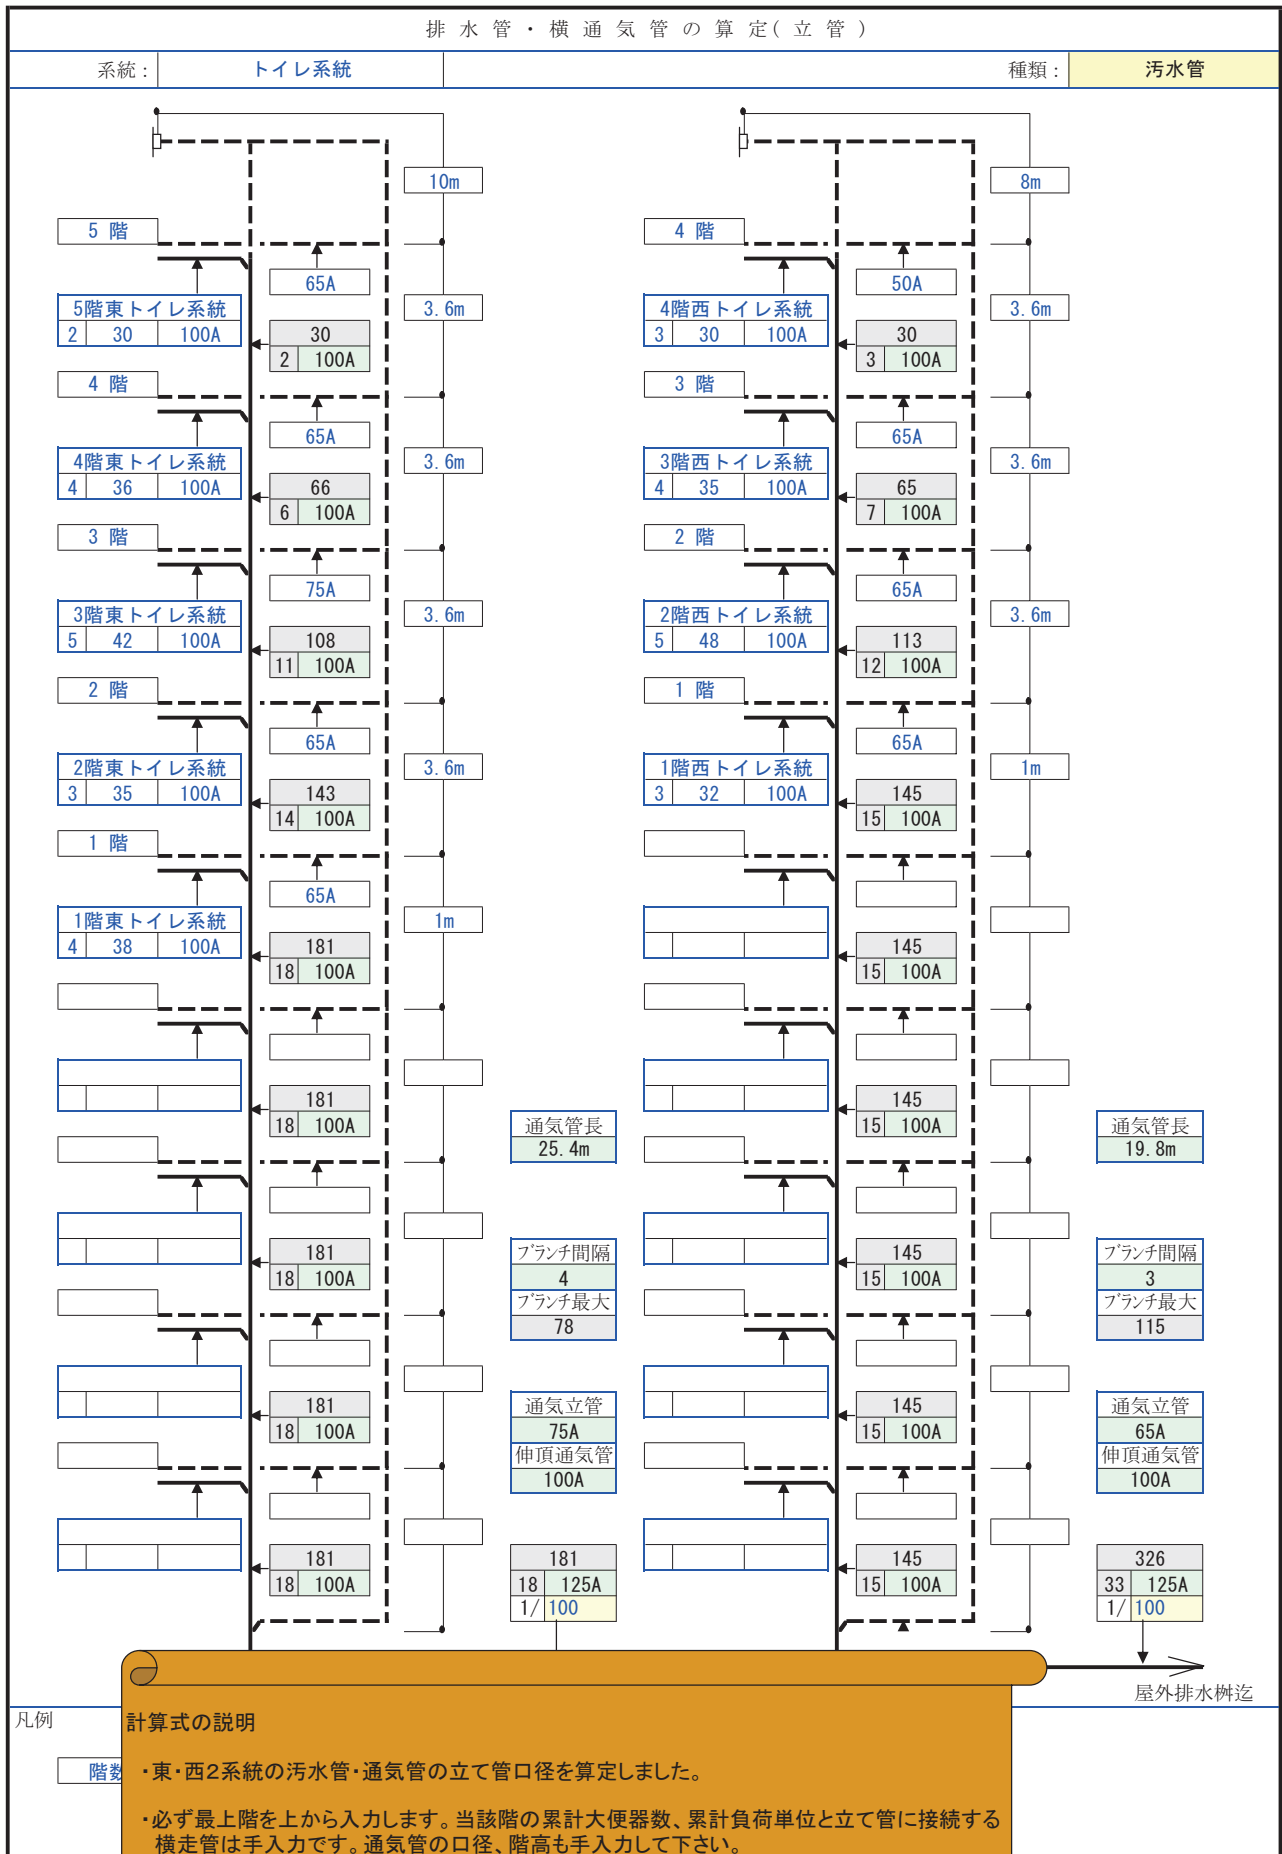 排水管・横通気管の算定(立管)
系統： トイレ系統 種類： 汚水管
10m 8m
5 階 4 階
65A 50A
5階東トイレ系統 3.6m 4階西トイレ系統 3.6m
2 30 100A 30 3 30 100A 30
2 100A 3 100A
4 階 3 階
65A 65A
4階東トイレ系統 3.6m 3階西トイレ系統 3.6m
4 36 100A 66 4 35 100A 65
6 100A 7 100A
3 階 2 階
75A 65A
3階東トイレ系統 3.6m 2階西トイレ系統 3.6m
5 42 100A 108 5 48 100A 113
11 100A 12 100A
2 階 1 階
65A 65A
2階東トイレ系統 3.6m 1階西トイレ系統 1m
3 35 100A 143 3 32 100A 145
14 100A 15 100A
1 階
65A
1階東トイレ系統 1m
4 38 100A 181 145
18 100A 15 100A
181 145
18 100A 15 100A
通気管長 通気管長
25.4m 19.8m
181 145
18 100A 15 100A
ブランチ間隔 ブランチ間隔
4 3
ブランチ最大 ブランチ最大
78 115
181 145
18 100A 15 100A
通気立管 通気立管
75A 65A
伸頂通気管 伸頂通気管
100A 100A
181 181 145 326
18 100A 18 125A 15 100A 33 125A
1/ 100 1/ 100
屋外排水桝迄
凡例
計算式の説明
階数
・東・西2系統の汚水管・通気管の立て管口径を算定しました。
・必ず最上階を上から入力します。当該階の累計大便器数、累計負荷単位と立て管に接続する
横走管は手入力です。通気管の口径、階高も手入力して下さい。